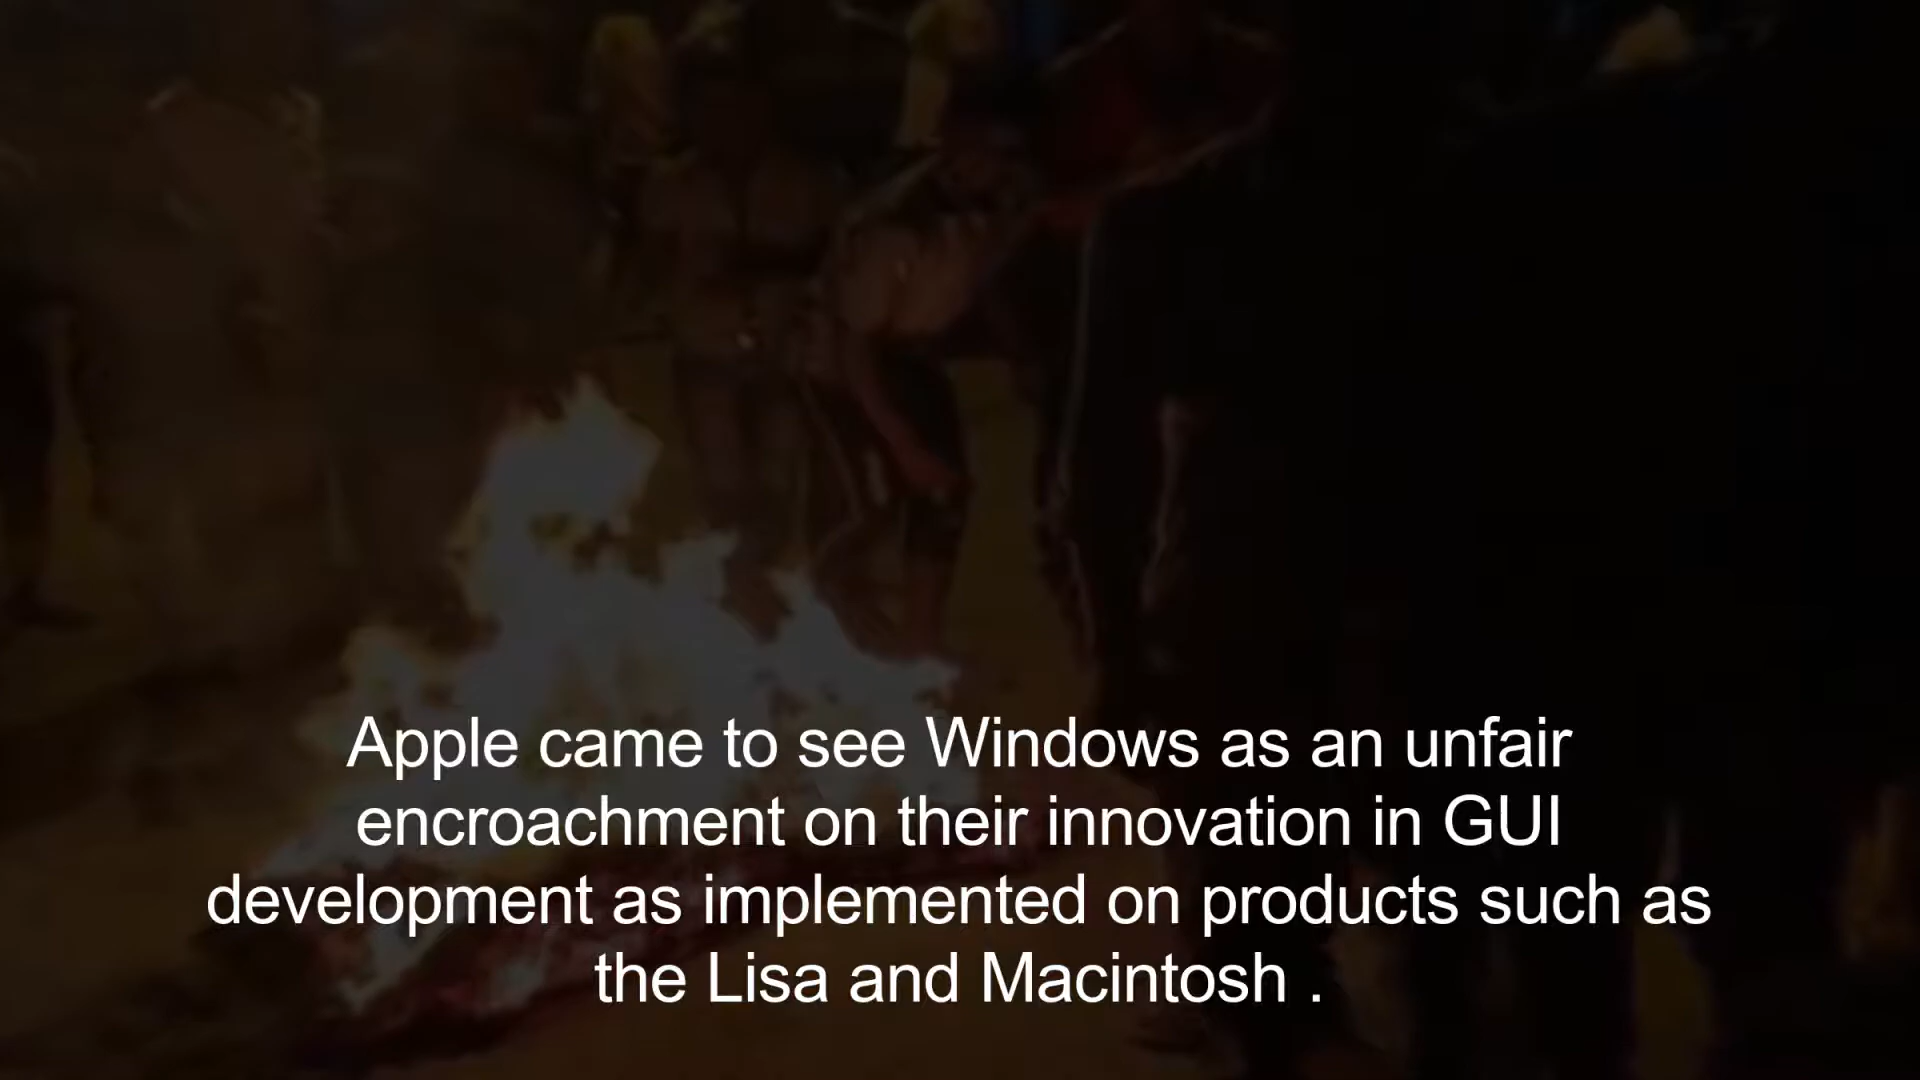 Apple came to see Windows as an unfair
encroachment on their innovation in GUI
development as implemented on products such as
the Lisa and Macintosh .